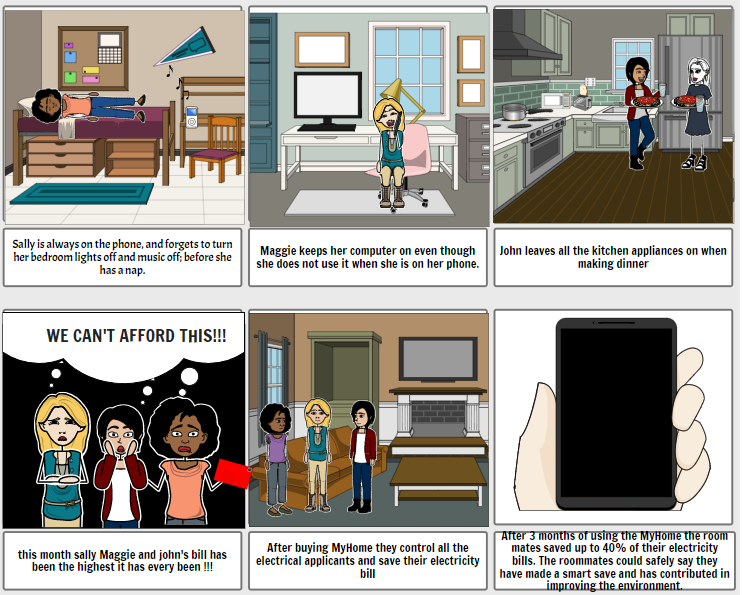 Sally is always on the phone, and forgets to turn
her bedroom lights off and music off; before she
has a nap.
Maggie keeps her computer on even though
she does not use it when she is on her phone.
John leaves all the kitchen appliances on when
making dinner
WE CAN'T AFFORD THIS!!!
this month sally Maggie and john's bill has
been the highest it has every been !!!
After buying MyHome they control all the
electrical applicants and save their electricity
bill
After 3 months of using the MyHome the room
mates saved up to 40% of their electricity
bills. The roommates could safely say they
have made a smart save and has contributed in
improving the environment.